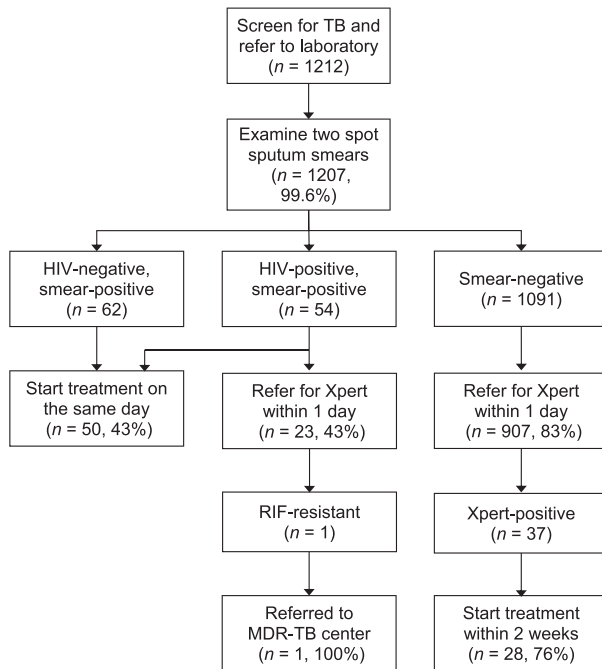 Screen for TB and
refer to laboratory
(n = 1212)
Examine two spot
sputum smears
(n = 1207,
99.6%)
HIV-negative,
smear-positive
(n = 62)
HIV-positive,
smear-positive
(n = 54)
Smear-negative
(n = 1091)
Start treatment on
the same day
(n = 50, 43%)
Refer for Xpert
within 1 day
(n = 23, 43%)
Refer for Xpert
within 1 day
(n = 907, 83%)
RIF-resistant
(n = 1)
Xpert-positive
(n = 37)
Referred to
MDR-TB center
(n = 1, 100%)
Start treatment
within 2 weeks
(n = 28, 76%)